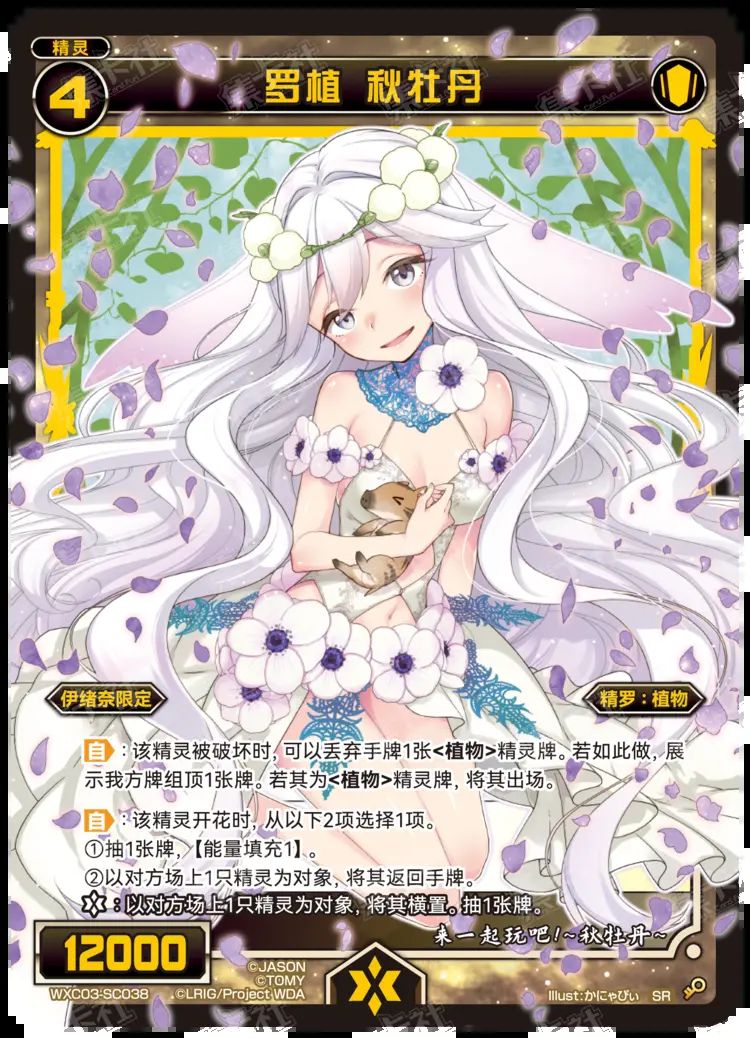 精灵
4
罗植 秋牡丹
伊绪奈限定
精罗：植物
自：该精灵被破坏时，可以丢弃手牌1张<植物>精灵牌。若如此做，展
示我方牌组顶1张牌。若其为<植物>精灵牌，将其出场。
自：该精灵开花时，从以下2项选择1项。
①抽1张牌，【能量填充1】。
②以对方场上1只精灵为对象，将其返回手牌。
：以对方场上1只精灵为对象，将其横置。抽1张牌。
来一起玩吧!~秋牡丹~
12000
©JASON
©TOMY
WXC03-SC038 ©LRIG/Project WDA
Illust:かにゃぴぃ SR